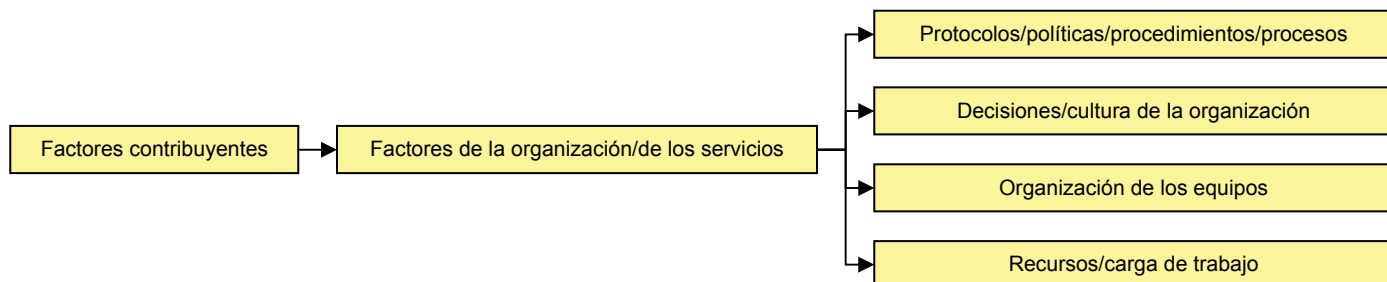 Factores contribuyentes
Factores de la organización/de los servicios
Protocolos/políticas/procedimientos/procesos
Decisiones/cultura de la organización
Organización de los equipos
Recursos/carga de trabajo